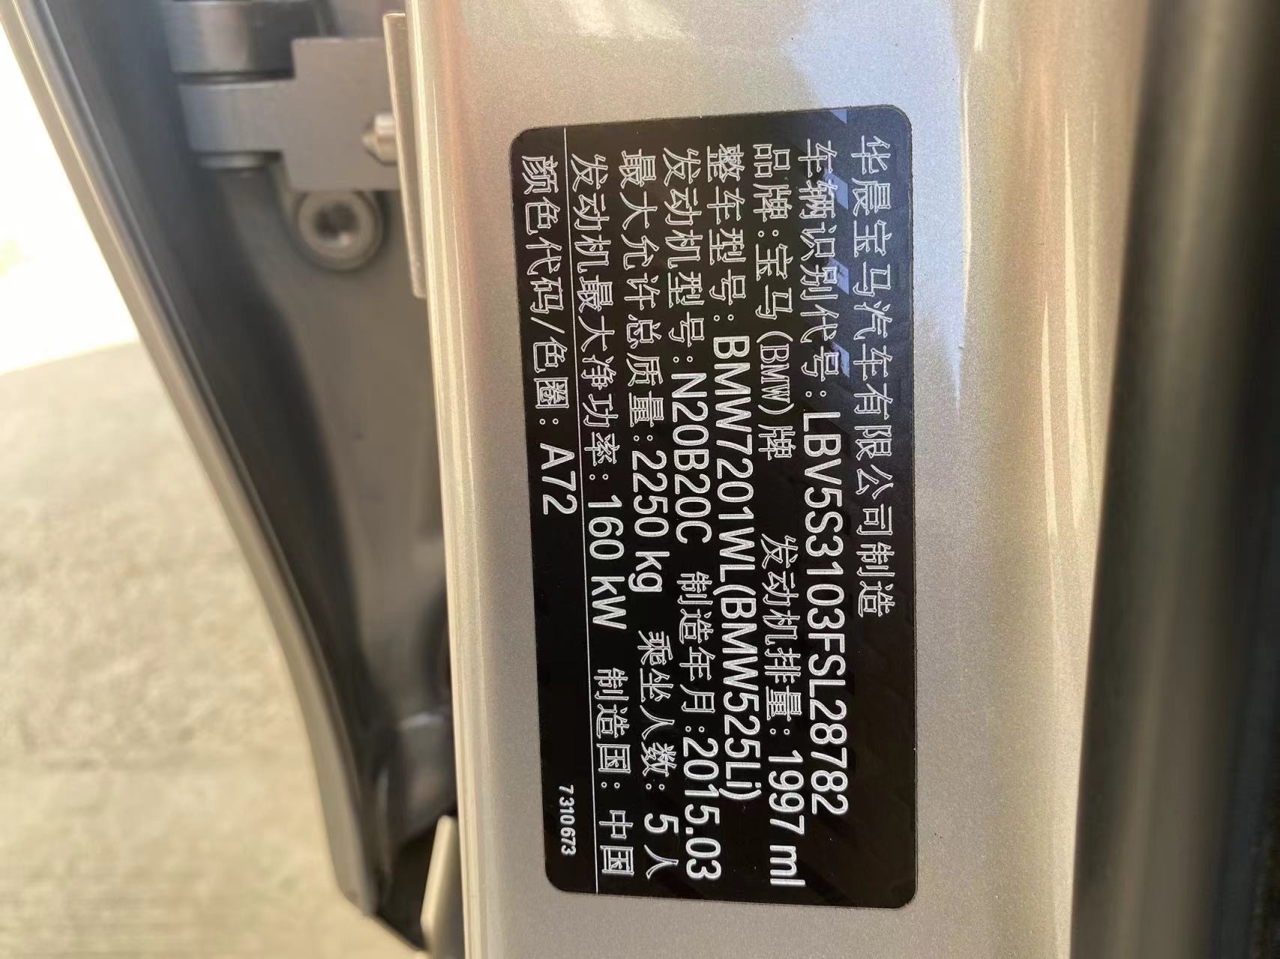 华晨宝马汽车有限公司制造
车辆识别代号: LBV5S3103FSL28782
品牌:宝马(BMW)牌 发动机排量: 1997 ml
整车型号: BMW7201WL(BMW525Li)
发动机型号:N20B20C 制造年月:2015.03
最大允许总质量:2250 kg 乘坐人数: 5人
发动机最大净功率: 160 kW 制造国: 中国
颜色代码/色圈: A72 7310673